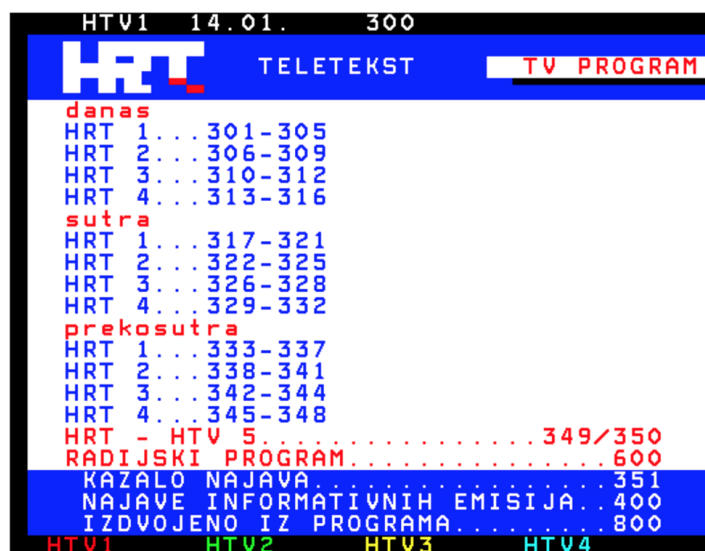 HTV1 14.01. 300
HRT TELETEKST TV PROGRAM
danas
HRT 1...301-305
HRT 2...306-309
HRT 3...310-312
HRT 4...313-316
sutra
HRT 1...317-321
HRT 2...322-325
HRT 3...326-328
HRT 4...329-332
prekosutra
HRT 1...333-337
HRT 2...338-341
HRT 3...342-344
HRT 4...345-348
HRT - HTV 5.................349/350
RADIJSKI PROGRAM................600
KAZALO NAJAVA.................351
NAJAVE INFORMATIVNIH EMISIJA..400
IZDVOJENO IZ PROGRAMA.........800
HTV1 HTV2 HTV3 HTV4